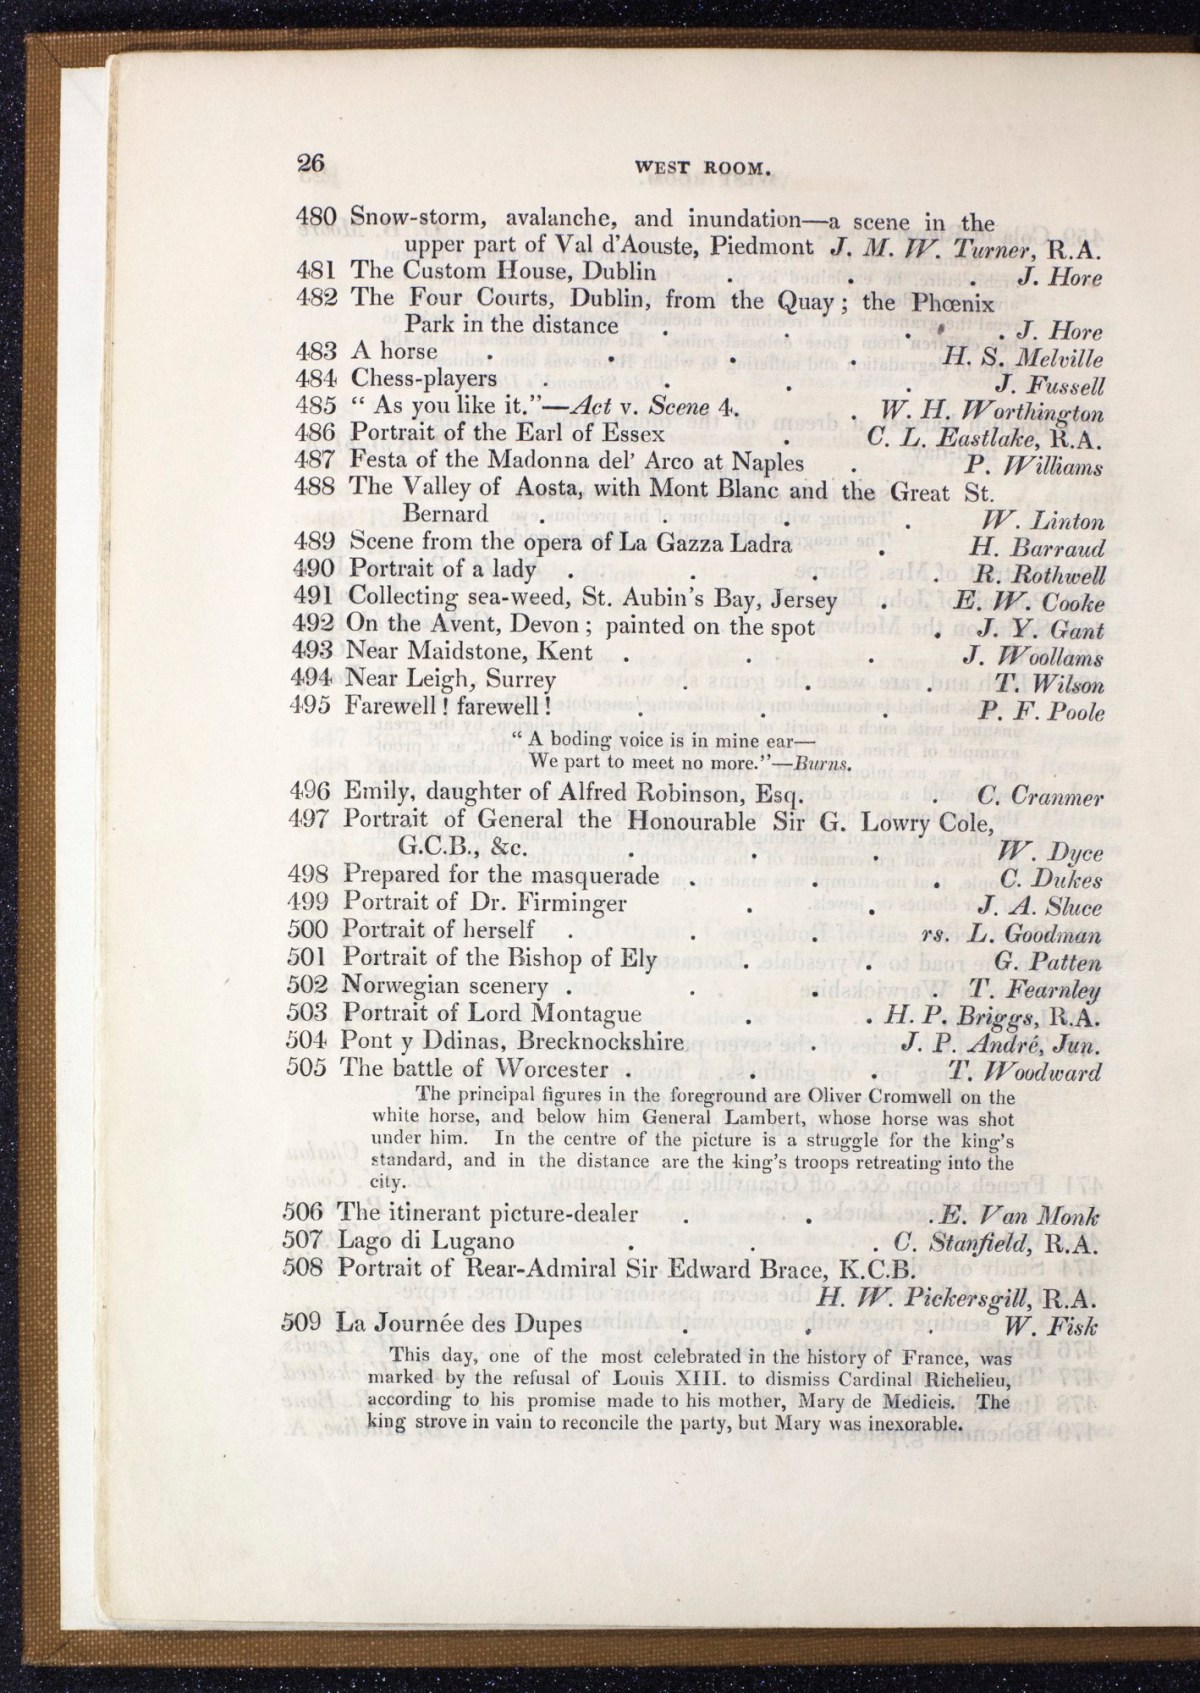 26 WEST ROOM.
480 Snow-storm, avalanche, and inundation—a scene in the
upper part of Val d'Aouste, Piedmont J. M. W. Turner, R.A.
481 The Custom House, Dublin . . . J. Hore
482 The Four Courts, Dublin, from the Quay; the Phœnix
Park in the distance . . . . J. Hore
483 A horse . . . . H. S. Melville
484 Chess-players . . . . J. Fussell
485 "As you like it."—Act v. Scene 4. . W. H. Worthington
486 Portrait of the Earl of Essex . C. L. Eastlake, R.A.
487 Festa of the Madonna del' Arco at Naples . P. Williams
488 The Valley of Aosta, with Mont Blanc and the Great St.
Bernard . . . . W. Linton
489 Scene from the opera of La Gazza Ladra . H. Barraud
490 Portrait of a lady . . . . R. Rothwell
491 Collecting sea-weed, St. Aubin's Bay, Jersey . E. W. Cooke
492 On the Avent, Devon; painted on the spot . J. Y. Gant
493 Near Maidstone, Kent . . . J. Woollams
494 Near Leigh, Surrey . . . T. Wilson
495 Farewell! farewell! . . . P. F. Poole
"A boding voice is in mine ear—
We part to meet no more."—Burns.
496 Emily, daughter of Alfred Robinson, Esq. . C. Cranmer
497 Portrait of General the Honourable Sir G. Lowry Cole,
G.C.B., &c. . . . W. Dyce
498 Prepared for the masquerade . . . C. Dukes
499 Portrait of Dr. Firminger . . J. A. Sluce
500 Portrait of herself . . . rs. L. Goodman
501 Portrait of the Bishop of Ely . . G. Patten
502 Norwegian scenery . . . . T. Fearnley
503 Portrait of Lord Montague . . H. P. Briggs, R.A.
504 Pont y Ddinas, Brecknockshire . J. P. André, Jun.
505 The battle of Worcester . . . T. Woodward
The principal figures in the foreground are Oliver Cromwell on the
white horse, and below him General Lambert, whose horse was shot
under him. In the centre of the picture is a struggle for the king's
standard, and in the distance are the king's troops retreating into the
city.
506 The itinerant picture-dealer . . . E. Van Monk
507 Lago di Lugano . . . C. Stanfield, R.A.
508 Portrait of Rear-Admiral Sir Edward Brace, K.C.B.
H. W. Pickersgill, R.A.
509 La Journée des Dupes . . . W. Fisk
This day, one of the most celebrated in the history of France, was
marked by the refusal of Louis XIII. to dismiss Cardinal Richelieu,
according to his promise made to his mother, Mary de Medicis. The
king strove in vain to reconcile the party, but Mary was inexorable.